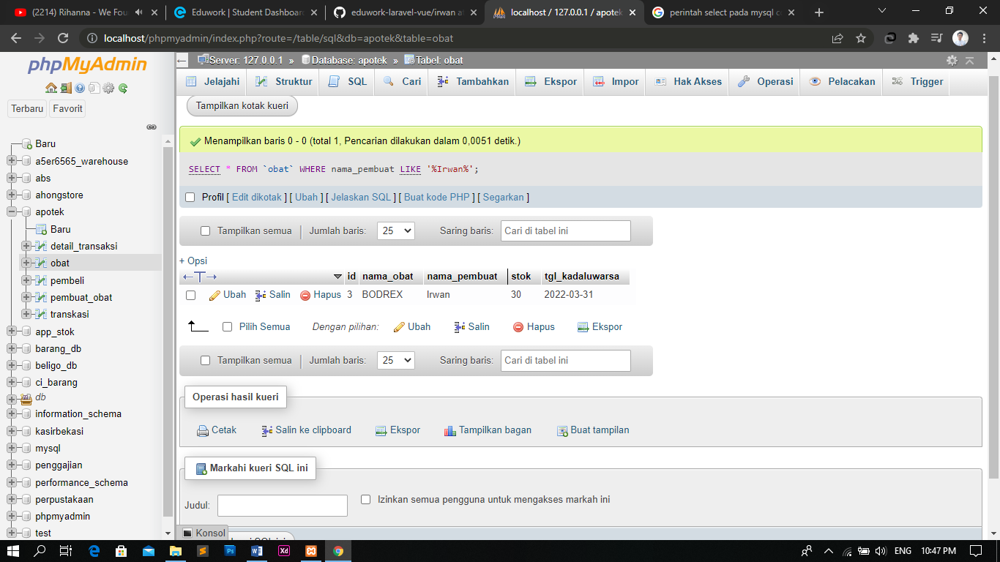 (2214) Rihanna - We Fou
Eduwork | Student Dashboar
eduwork-laravel-vue/irwan a
localhost / 127.0.0.1 / apotek
perintah select pada mysql c
localhost/phpmyadmin/index.php?route=/table/sql&db=apotek&table=obat
phpMyAdmin
Terbaru Favorit
Baru
a5er6565_warehouse
abs
ahongstore
apotek
Baru
detail_transaksi
obat
pembeli
pembuat_obat
transkasi
app_stok
barang_db
beligo_db
ci_barang
db
information_schema
kasirbekasi
mysql
penggajian
performance_schema
perpustakaan
phpmyadmin
test
Server: 127.0.0.1 » Database: apotek » Tabel: obat
Jelajahi Struktur SQL Cari Tambahkan Ekspor Impor Hak Akses Operasi Pelacakan Trigger
Tampilkan kotak kueri
Menampilkan baris 0 - 0 (total 1, Pencarian dilakukan dalam 0,0051 detik.)
SELECT * FROM `obat` WHERE nama_pembuat LIKE '%Irwan%';
Profil [ Edit dikotak ] [ Ubah ] [ Jelaskan SQL ] [ Buat kode PHP ] [ Segarkan ]
Tampilkan semua | Jumlah baris: 25 Saring baris: Cari di tabel ini
+ Opsi
←T→ id nama_obat nama_pembuat stok tgl_kadaluwarsa
Ubah Salin Hapus 3 BODREX Irwan 30 2022-03-31
Pilih Semua Dengan pilihan: Ubah Salin Hapus Ekspor
Tampilkan semua | Jumlah baris: 25 Saring baris: Cari di tabel ini
Operasi hasil kueri
Cetak Salin ke clipboard Ekspor Tampilkan bagan Buat tampilan
Markahi kueri SQL ini
Judul: Izinkan semua pengguna untuk mengakses markah ini
Konsol
ENG 10:47 PM